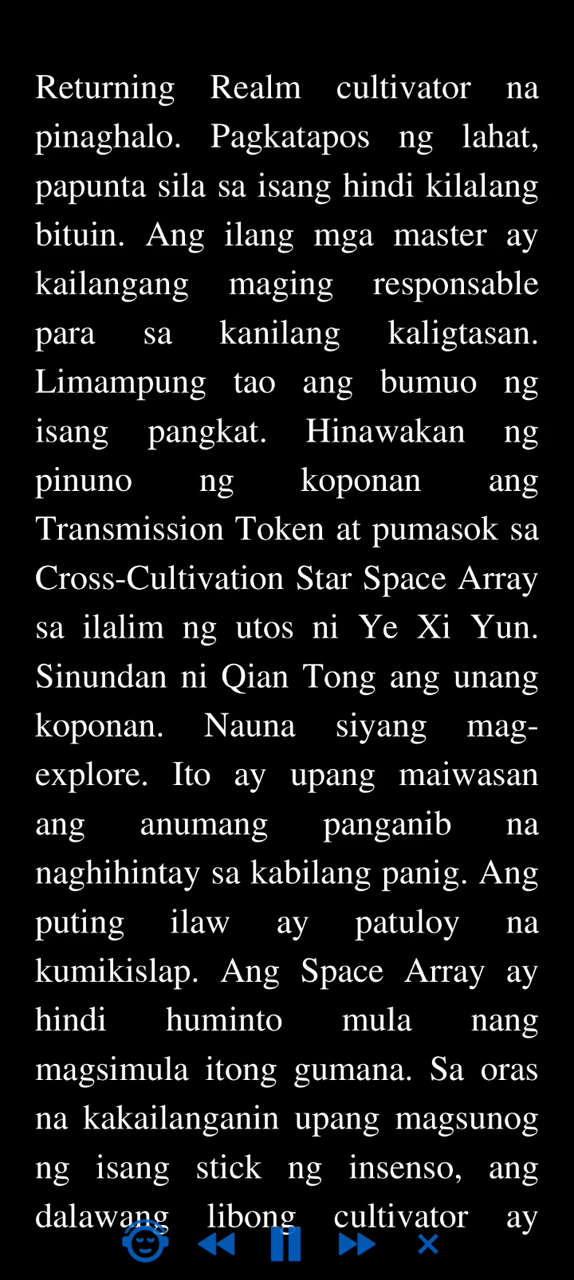 Returning Realm cultivator na
pinaghalo. Pagkatapos ng lahat,
papunta sila sa isang hindi kilalang
bituin. Ang ilang mga master ay
kailangang maging responsable
para sa kanilang kaligtasan.
Limampung tao ang bumuo ng
isang pangkat. Hinawakan ng
pinuno ng koponan ang
Transmission Token at pumasok sa
Cross-Cultivation Star Space Array
sa ilalim ng utos ni Ye Xi Yun.
Sinundan ni Qian Tong ang unang
koponan. Nauna siyang mag-
explore. Ito ay upang maiwasan
ang anumang panganib na
naghihintay sa kabilang panig. Ang
puting ilaw ay patuloy na
kumikislap. Ang Space Array ay
hindi huminto mula nang
magsimula itong gumana. Sa oras
na kakailanganin upang magsunog
ng isang stick ng insenso, ang
dalawang libong cultivator ay